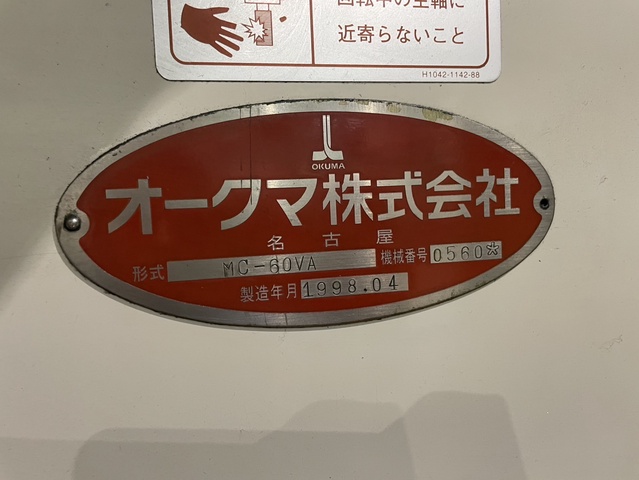 回転中の主軸に
近寄らないこと
H1042-1142-88
OKUMA
オークマ株式会社
名古屋
形式 MC-60VA 機械番号 0560*
製造年月 1998.04